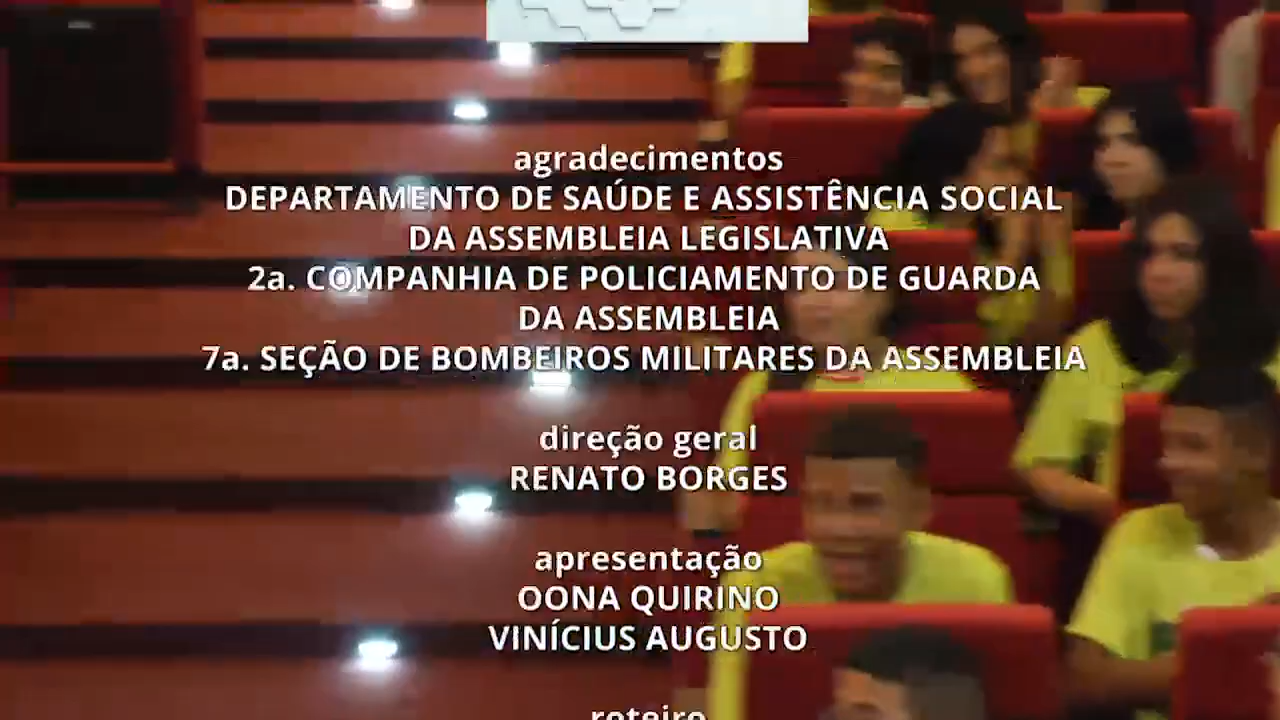 agradecimentos
DEPARTAMENTO DE SAÚDE E ASSISTÊNCIA SOCIAL
DA ASSEMBLEIA LEGISLATIVA
2a. COMPANHIA DE POLICIAMENTO DE GUARDA
DA ASSEMBLEIA
7a. SEÇÃO DE BOMBEIROS MILITARES DA ASSEMBLEIA
direção geral
RENATO BORGES
apresentação
OONA QUIRINO
VINÍCIUS AUGUSTO
roteiro